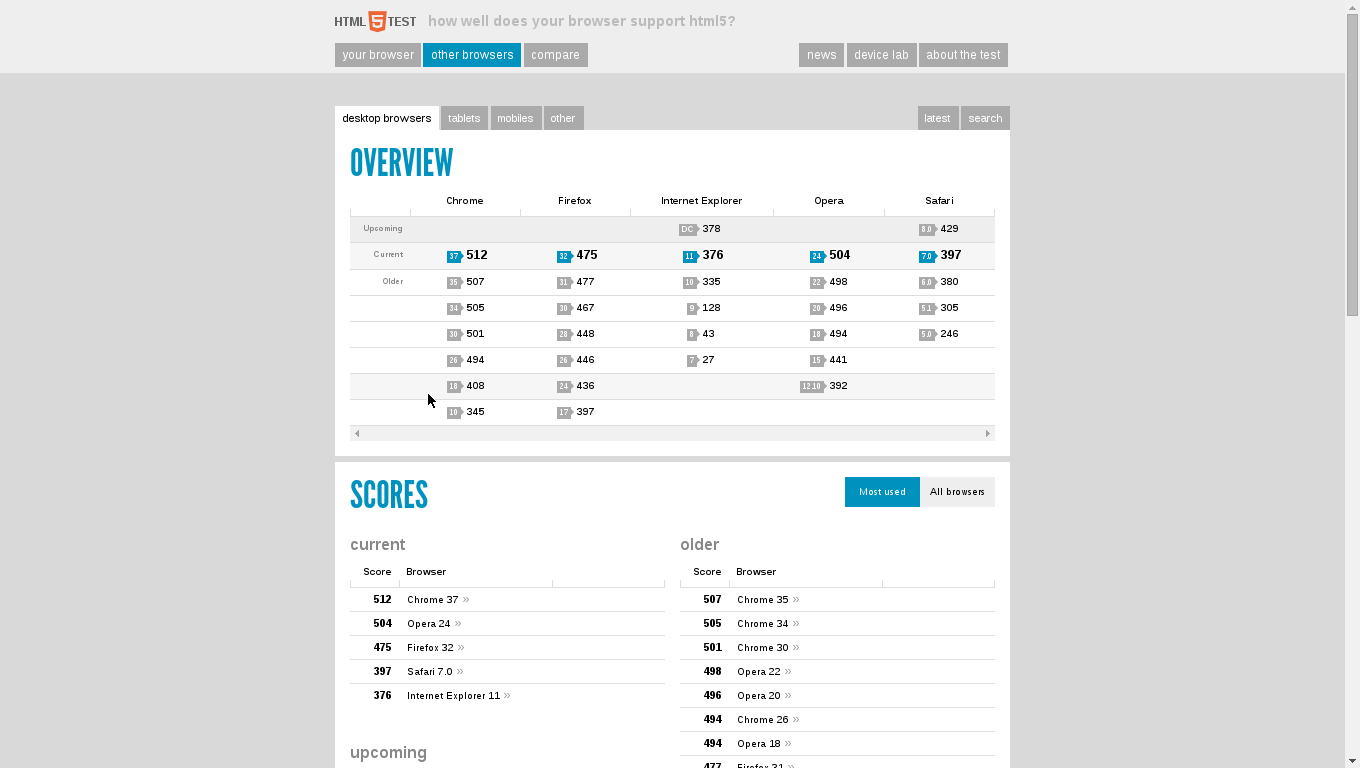 HTML 5 TEST how well does your browser support html5?
your browser other browsers compare news device lab about the test
desktop browsers tablets mobiles other latest search
OVERVIEW
Chrome Firefox Internet Explorer Opera Safari
Upcoming DC 378 8.0 429
Current 37 512 32 475 11 376 24 504 7.0 397
Older 35 507 31 477 10 335 22 498 6.0 380
34 505 30 467 9 128 20 496 5.1 305
30 501 28 448 8 43 18 494 5.0 246
26 494 26 446 7 27 15 441
18 408 24 436 12.10 392
10 345 17 397
SCORES
Most used All browsers
current
Score Browser
512 Chrome 37 »
504 Opera 24 »
475 Firefox 32 »
397 Safari 7.0 »
376 Internet Explorer 11 »
upcoming
older
Score Browser
507 Chrome 35 »
505 Chrome 34 »
501 Chrome 30 »
498 Opera 22 »
496 Opera 20 »
494 Chrome 26 »
494 Opera 18 »
477 Firefox 31 »